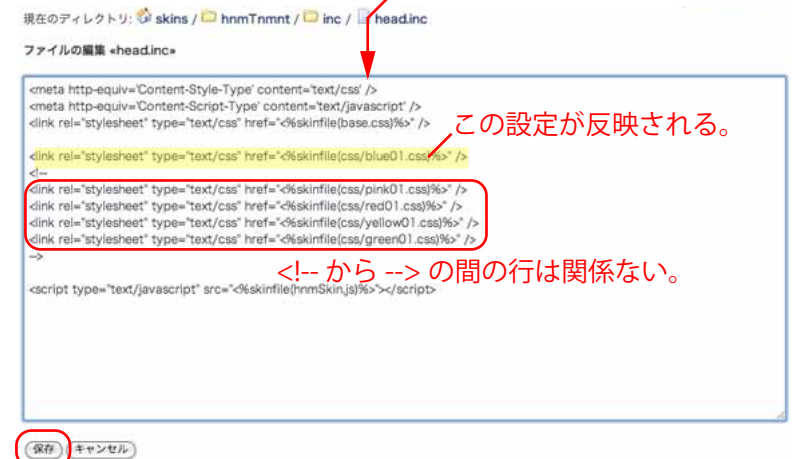 現在のディレクトリ: skins / hnmTnmnt / inc / head.inc
ファイルの編集 «head.inc»
<meta http-equiv='Content-Style-Type' content='text/css' />
<meta http-equiv='Content-Script-Type' content='text/javascript' />
<link rel="stylesheet" type="text/css" href="<%skinfile(base.css)%>" />
この設定が反映される。
<link rel="stylesheet" type="text/css" href="<%skinfile(css/blue01.css)%>" />
<!--
<link rel="stylesheet" type="text/css" href="<%skinfile(css/pink01.css)%>" />
<link rel="stylesheet" type="text/css" href="<%skinfile(css/red01.css)%>" />
<link rel="stylesheet" type="text/css" href="<%skinfile(css/yellow01.css)%>" />
<link rel="stylesheet" type="text/css" href="<%skinfile(css/green01.css)%>" />
-->
<!-- から --> の間の行は関係ない。
<script type="text/javascript" src="<%skinfile(hnmSkin.js)%>"></script>
保存 キャンセル